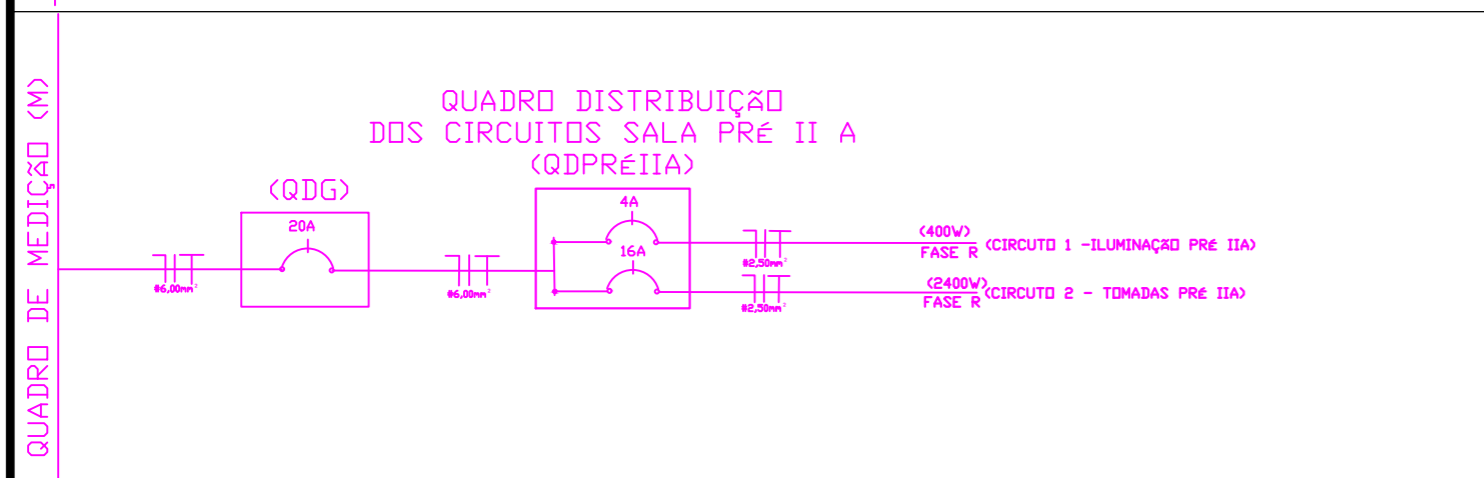 QUADRO DE MEDIÇÃO (M)
QUADRO DISTRIBUIÇÃO
DOS CIRCUITOS SALA PRÉ II A
(QDPRÉIIA)
(QDG)
20A
4A
16A
#6,00mm²
#6,00mm²
#2,50mm²
#2,50mm²
(400W)
FASE R
(CIRCUTO 1 -ILUMINAÇÃO PRÉ IIA)
(2400W)
FASE R
(CIRCUTO 2 - TOMADAS PRÉ IIA)